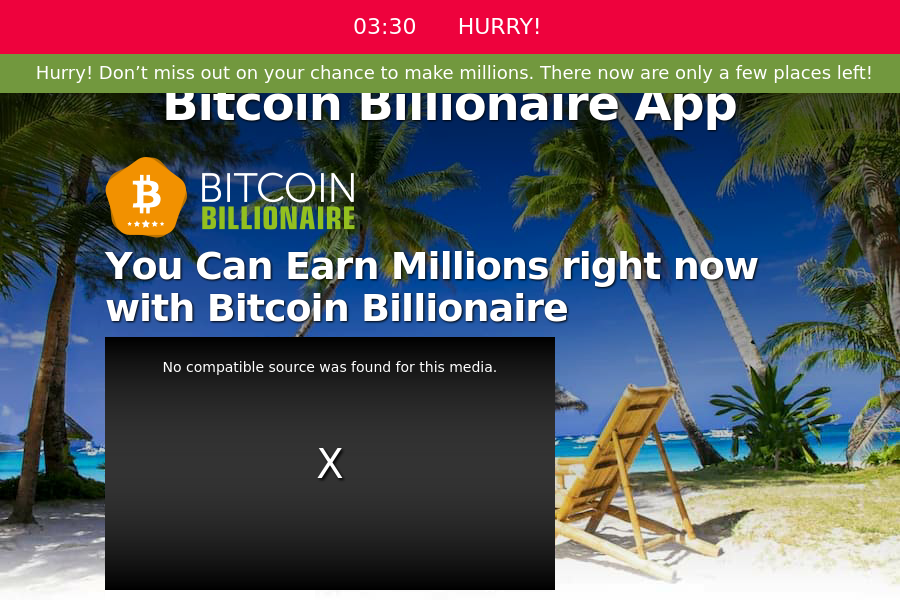 03:30 HURRY!
Hurry! Don’t miss out on your chance to make millions. There now are only a few places left!
Bitcoin Billionaire App
BITCOIN
BILLIONAIRE
You Can Earn Millions right now
with Bitcoin Billionaire
No compatible source was found for this media.
X